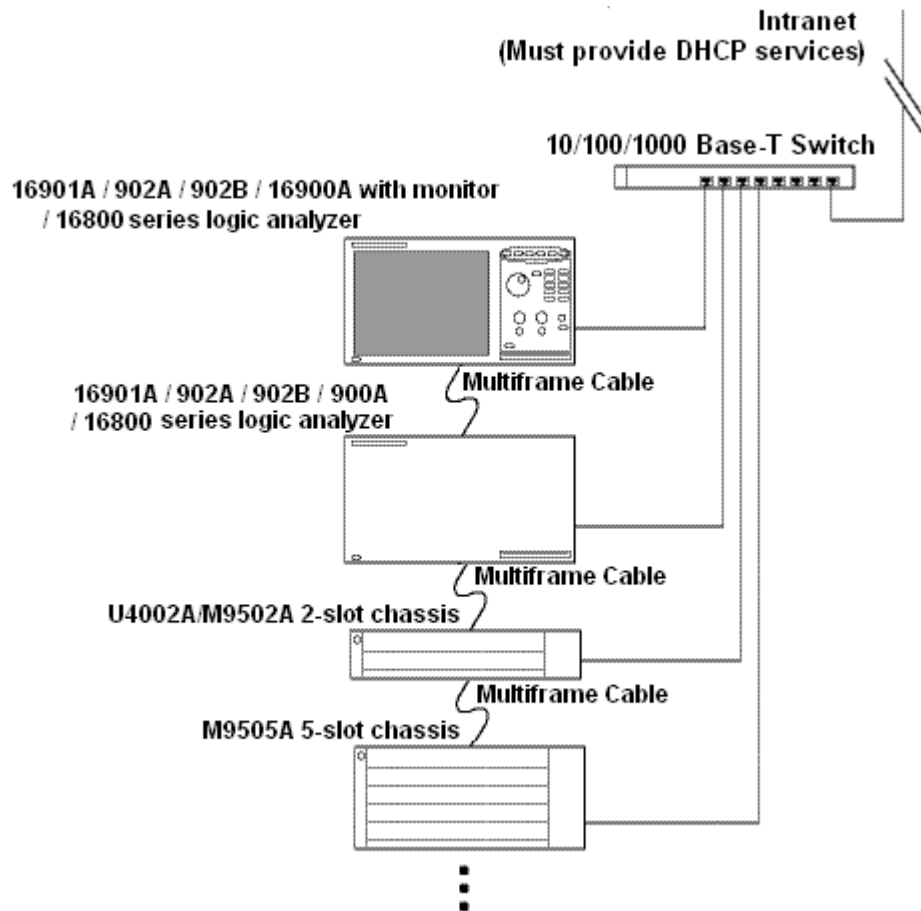 Intranet
(Must provide DHCP services)
10/100/1000 Base-T Switch
16901A / 902A / 902B / 16900A with monitor
/ 16800 series logic analyzer
Multiframe Cable
16901A / 902A / 902B / 900A
/ 16800 series logic analyzer
Multiframe Cable
U4002A/M9502A 2-slot chassis
Multiframe Cable
M9505A 5-slot chassis